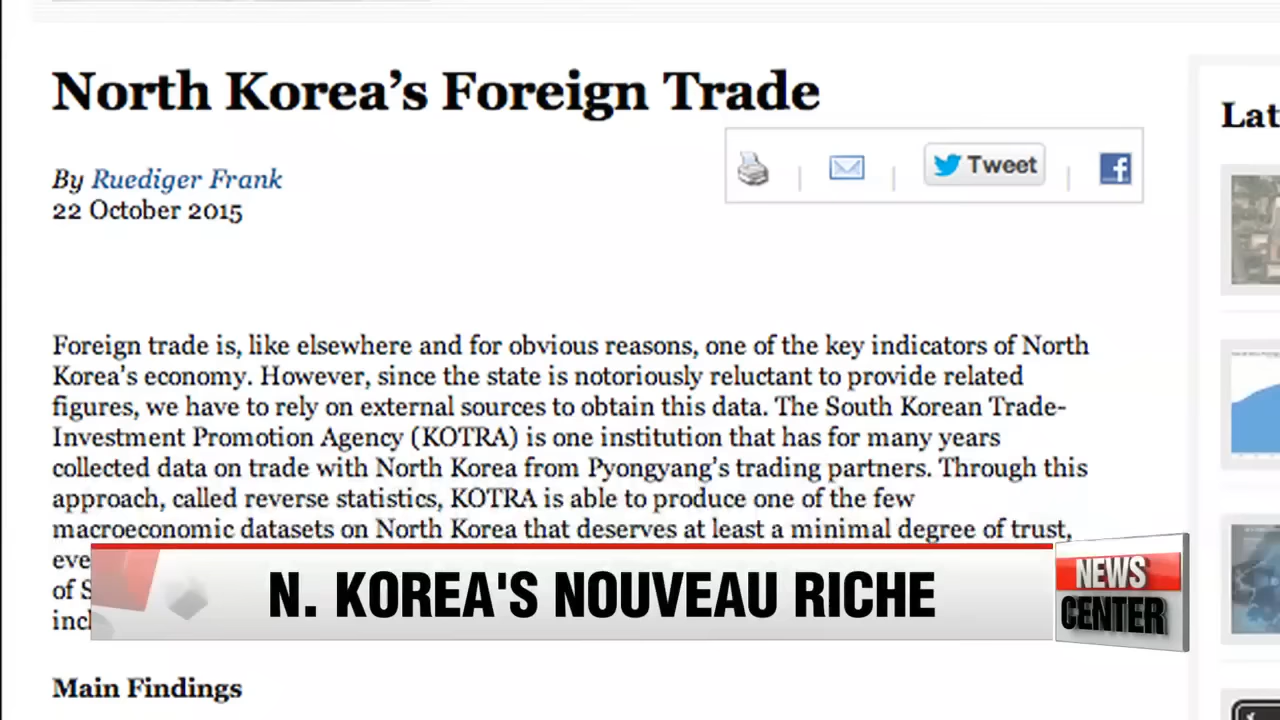 North Korea's Foreign Trade
By Ruediger Frank
22 October 2015
Tweet
Lat
Foreign trade is, like elsewhere and for obvious reasons, one of the key indicators of North
Korea's economy. However, since the state is notoriously reluctant to provide related
figures, we have to rely on external sources to obtain this data. The South Korean Trade-
Investment Promotion Agency (KOTRA) is one institution that has for many years
collected data on trade with North Korea from Pyongyang's trading partners. Through this
approach, called reverse statistics, KOTRA is able to produce one of the few
macroeconomic datasets on North Korea that deserves at least a minimal degree of trust,
eve
of S
incl
N. KOREA'S NOUVEAU RICHE
NEWS
CENTER
Main Findings